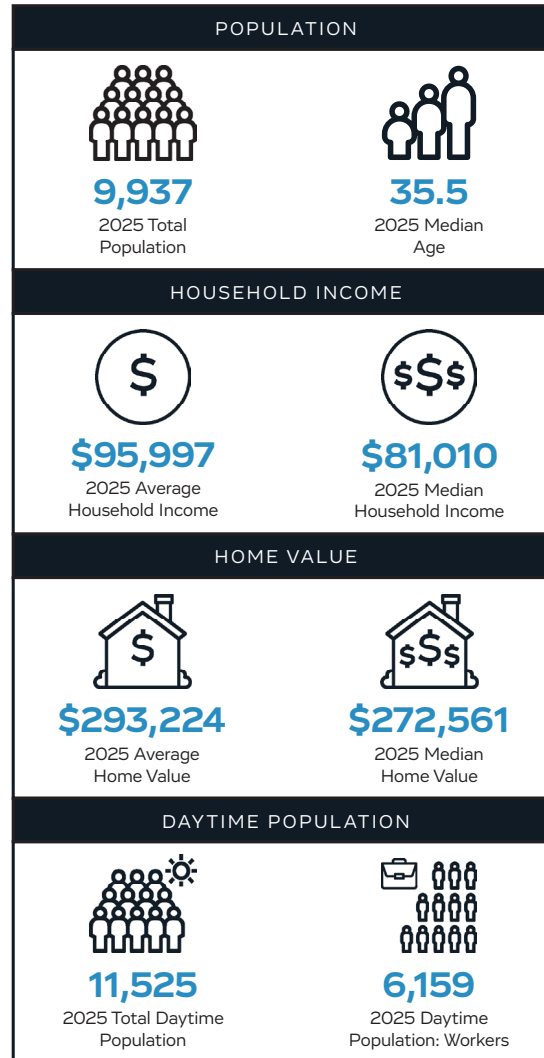 POPULATION
9,937
2025 Total
Population
35.5
2025 Median
Age
HOUSEHOLD INCOME
$
$95,997
2025 Average
Household Income
$$$
$81,010
2025 Median
Household Income
HOME VALUE
$
$293,224
2025 Average
Home Value
$$$
$272,561
2025 Median
Home Value
DAYTIME POPULATION
11,525
2025 Total Daytime
Population
6,159
2025 Daytime
Population: Workers